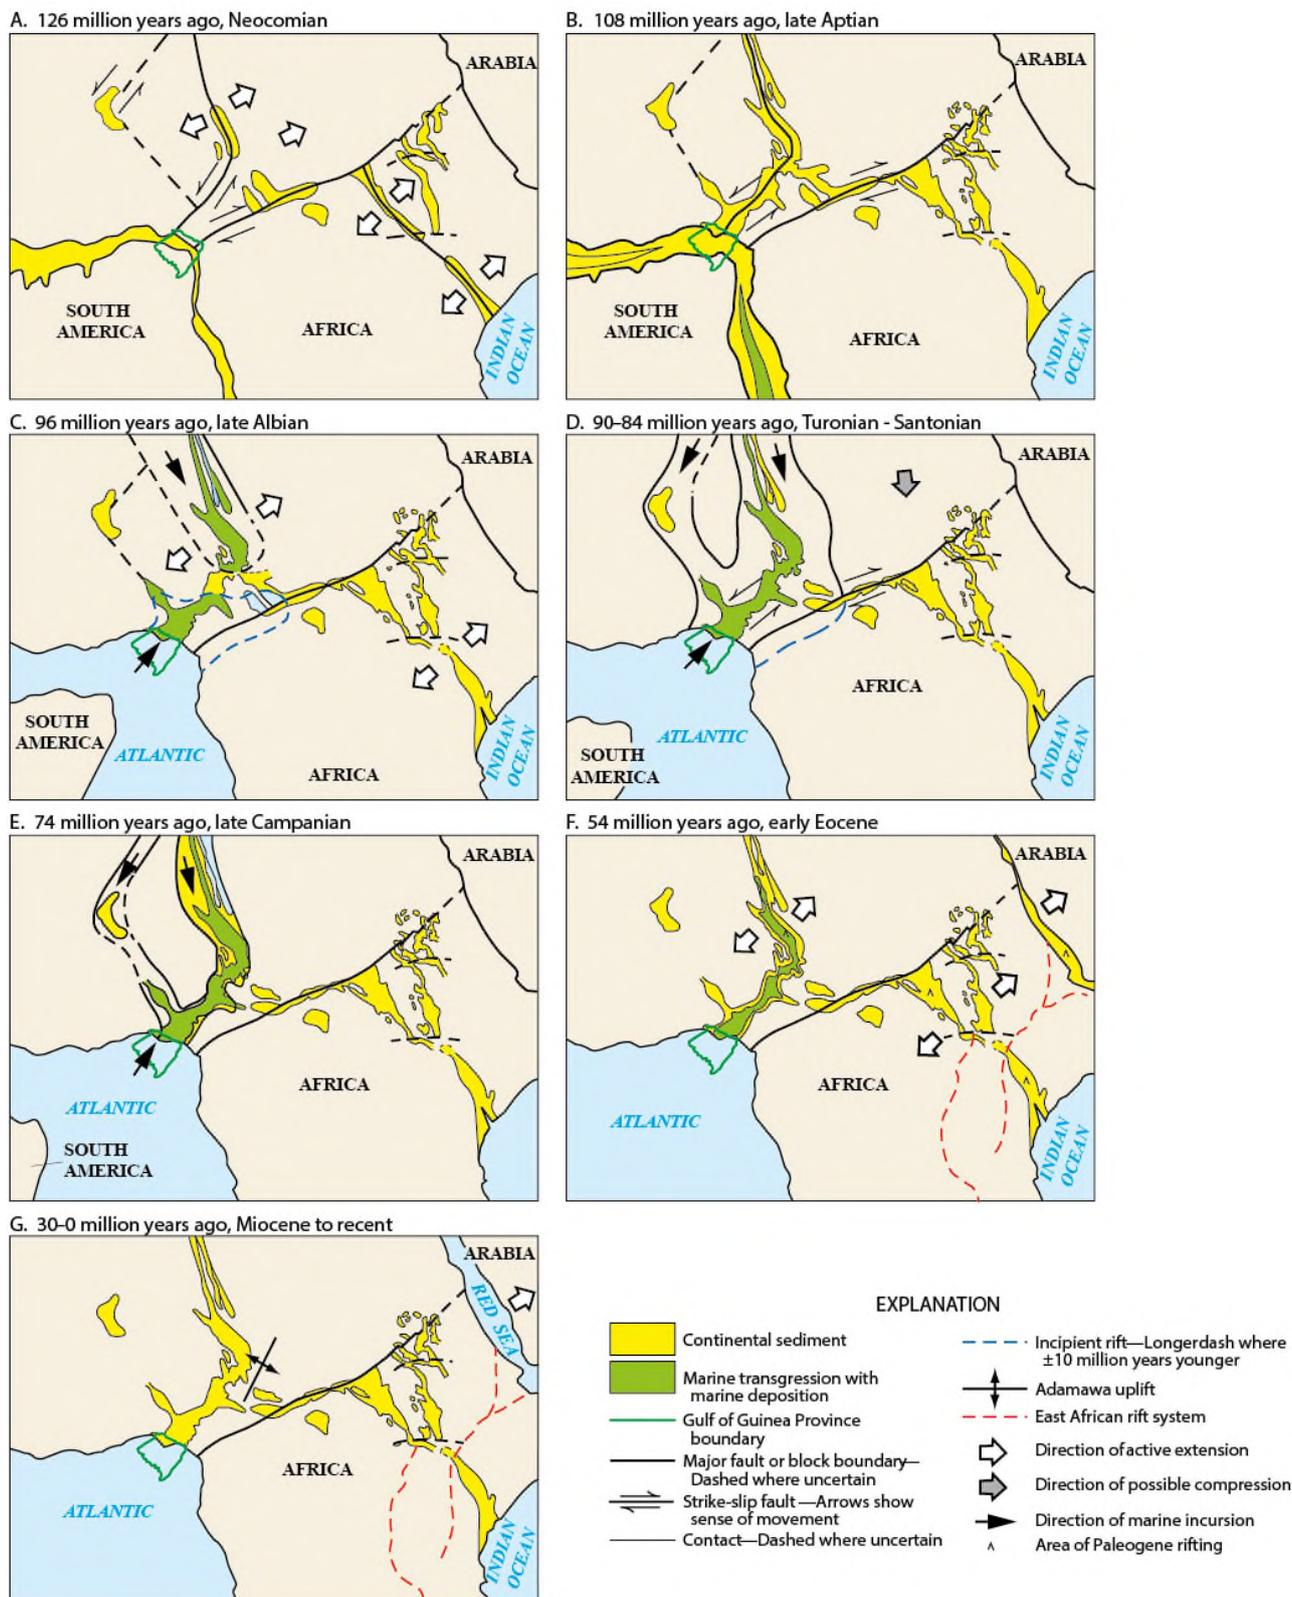 A. 126 million years ago, Neocomian
ARABIA
SOUTH
AMERICA
AFRICA
INDIAN
OCEAN
B. 108 million years ago, late Aptian
ARABIA
SOUTH
AMERICA
AFRICA
INDIAN
OCEAN
C. 96 million years ago, late Albian
ARABIA
SOUTH
AMERICA
ATLANTIC
AFRICA
INDIAN
OCEAN
D. 90–84 million years ago, Turonian - Santonian
ARABIA
AFRICA
ATLANTIC
SOUTH
AMERICA
INDIAN
OCEAN
E. 74 million years ago, late Campanian
ARABIA
AFRICA
ATLANTIC
SOUTH
AMERICA
F. 54 million years ago, early Eocene
ARABIA
AFRICA
ATLANTIC
INDIAN
OCEAN
G. 30-0 million years ago, Miocene to recent
ARABIA
RED SEA
AFRICA
ATLANTIC
INDIAN
OCEAN
EXPLANATION
Continental sediment
Marine transgression with
marine deposition
Gulf of Guinea Province
boundary
Major fault or block boundary—
Dashed where uncertain
Strike-slip fault —Arrows show
sense of movement
Contact—Dashed where uncertain
Incipient rift—Longerdash where
±10 million years younger
Adamawa uplift
East African rift system
Direction of active extension
Direction of possible compression
Direction of marine incursion
Area of Paleogene rifting